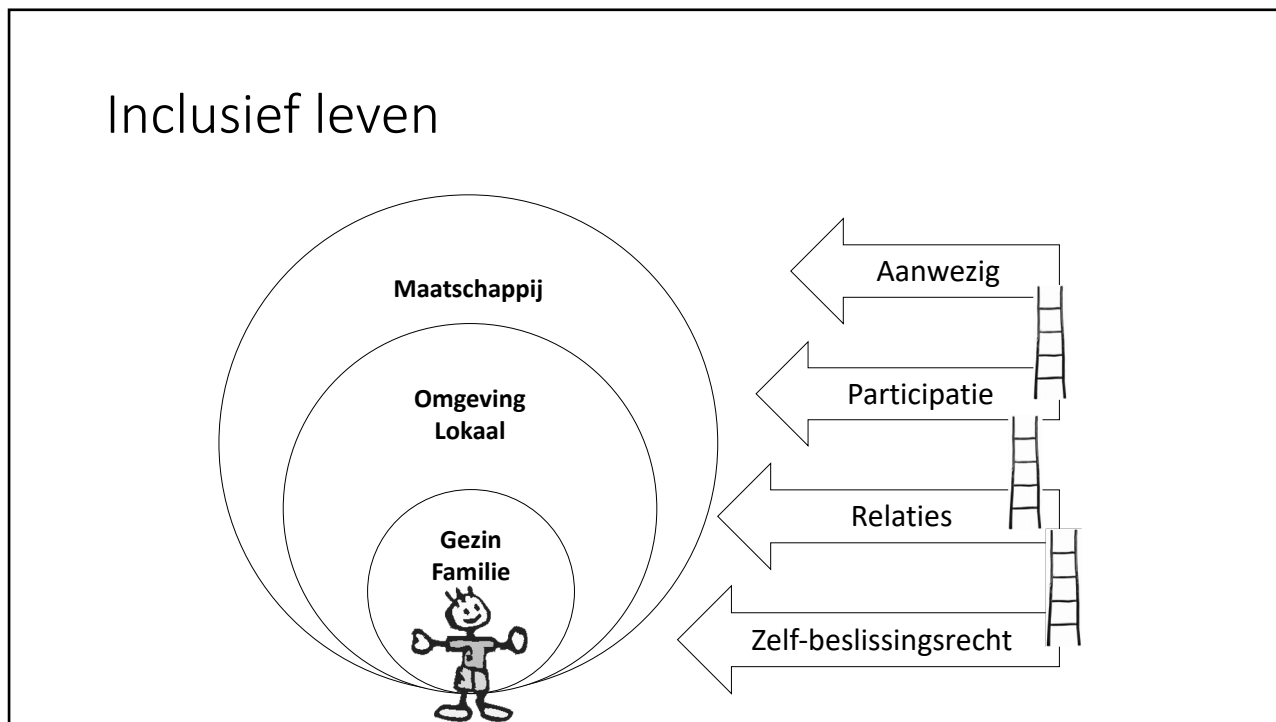 Inclusief leven
Maatschappij
Omgeving
Lokaal
Gezin
Familie
Aanwezig
Participatie
Relaties
Zelf-beslissingsrecht